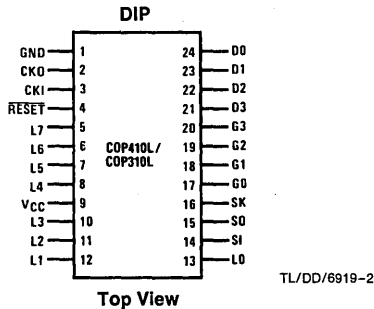 DIP
GND 1 24 D0
CKO 2 23 D1
CKI 3 22 D2
RESET 4 21 D3
L7 5 20 G3
L6 6 COP410L/ 19 G2
L5 7 COP310L 18 G1
L4 8 17 G0
VCC 9 16 SK
L3 10 15 SO
L2 11 14 SI
L1 12 13 L0
TL/DD/6919-2
Top View